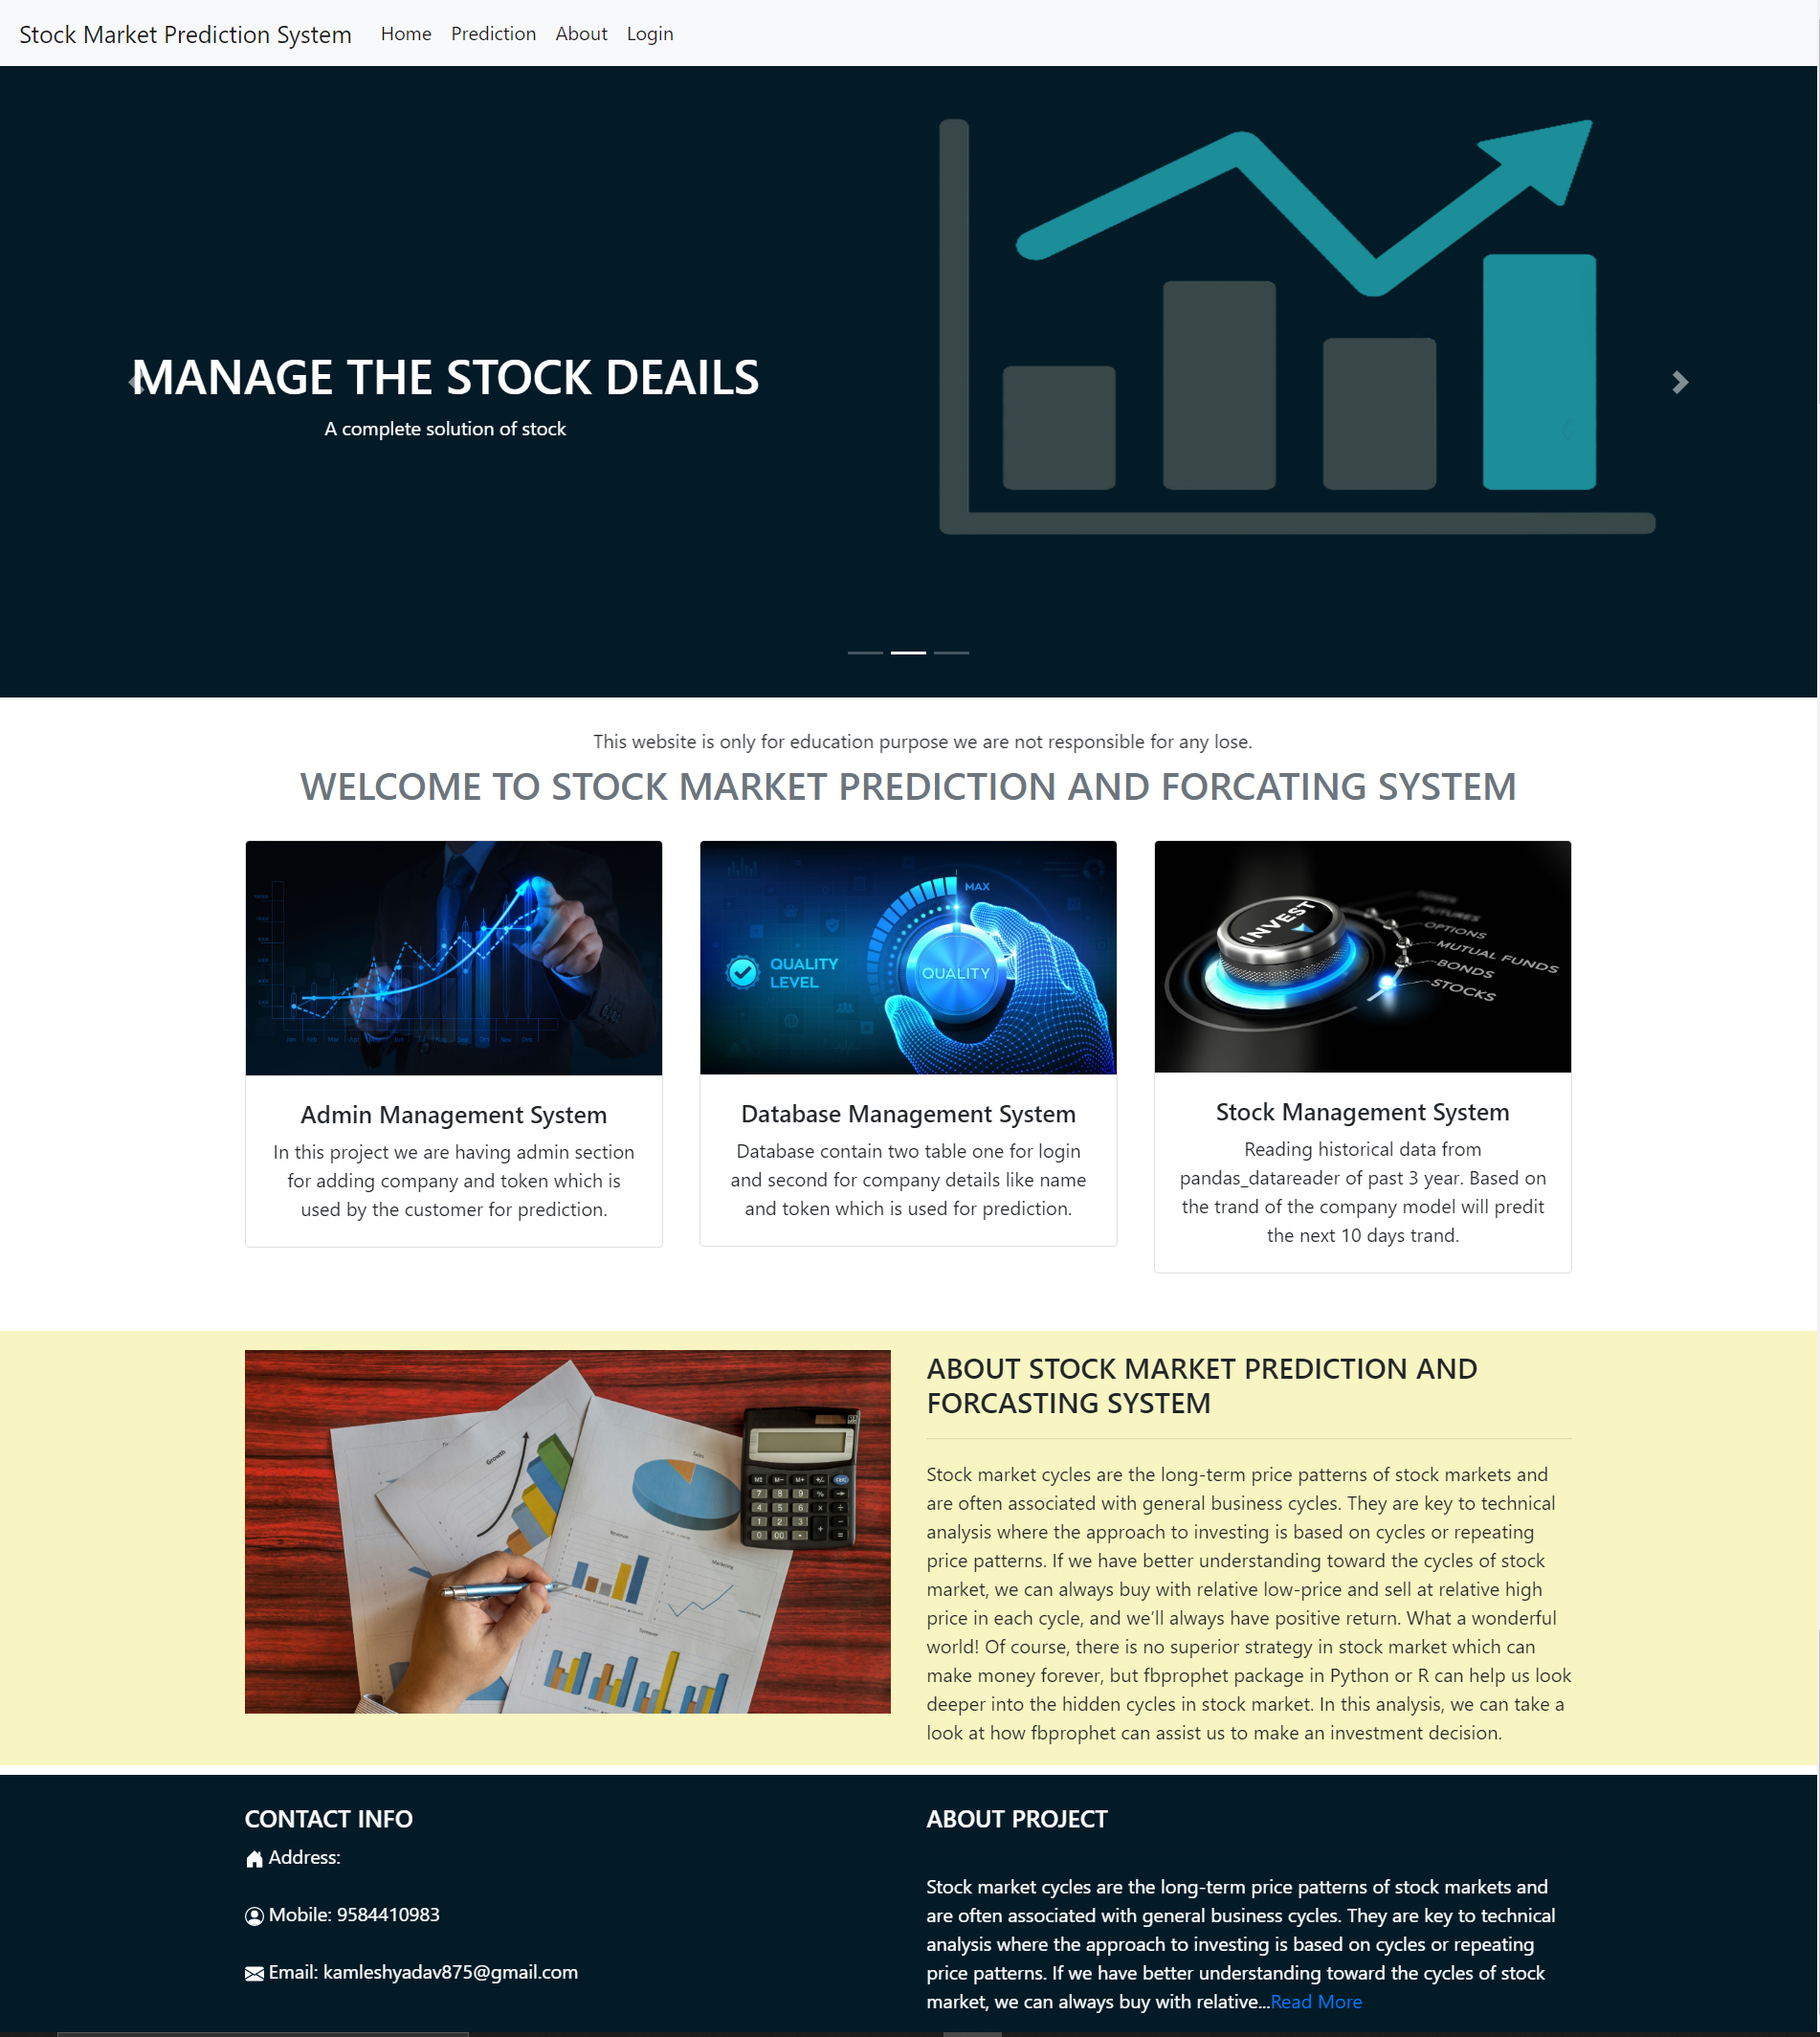 Stock Market Prediction System Home Prediction About Login
MANAGE THE STOCK DEAILS
A complete solution of stock
This website is only for education purpose we are not responsible for any lose.
WELCOME TO STOCK MARKET PREDICTION AND FORCATING SYSTEM
MAX
QUALITY
LEVEL
QUALITY
INVEST
FUTURES
OPTIONS
MUTUAL FUNDS
BONDS
STOCKS
Admin Management System
In this project we are having admin section
for adding company and token which is
used by the customer for prediction.
Database Management System
Database contain two table one for login
and second for company details like name
and token which is used for prediction.
Stock Management System
Reading historical data from
pandas_datareader of past 3 year. Based on
the trand of the company model will predit
the next 10 days trand.
Growth
Sales
Revenue
Marketing
Turnover
ABOUT STOCK MARKET PREDICTION AND
FORCASTING SYSTEM
Stock market cycles are the long-term price patterns of stock markets and
are often associated with general business cycles. They are key to technical
analysis where the approach to investing is based on cycles or repeating
price patterns. If we have better understanding toward the cycles of stock
market, we can always buy with relative low-price and sell at relative high
price in each cycle, and we’ll always have positive return. What a wonderful
world! Of course, there is no superior strategy in stock market which can
make money forever, but fbprophet package in Python or R can help us look
deeper into the hidden cycles in stock market. In this analysis, we can take a
look at how fbprophet can assist us to make an investment decision.
CONTACT INFO
Address:
Mobile: 9584410983
Email: kamleshyadav875@gmail.com
ABOUT PROJECT
Stock market cycles are the long-term price patterns of stock markets and
are often associated with general business cycles. They are key to technical
analysis where the approach to investing is based on cycles or repeating
price patterns. If we have better understanding toward the cycles of stock
market, we can always buy with relative...Read More